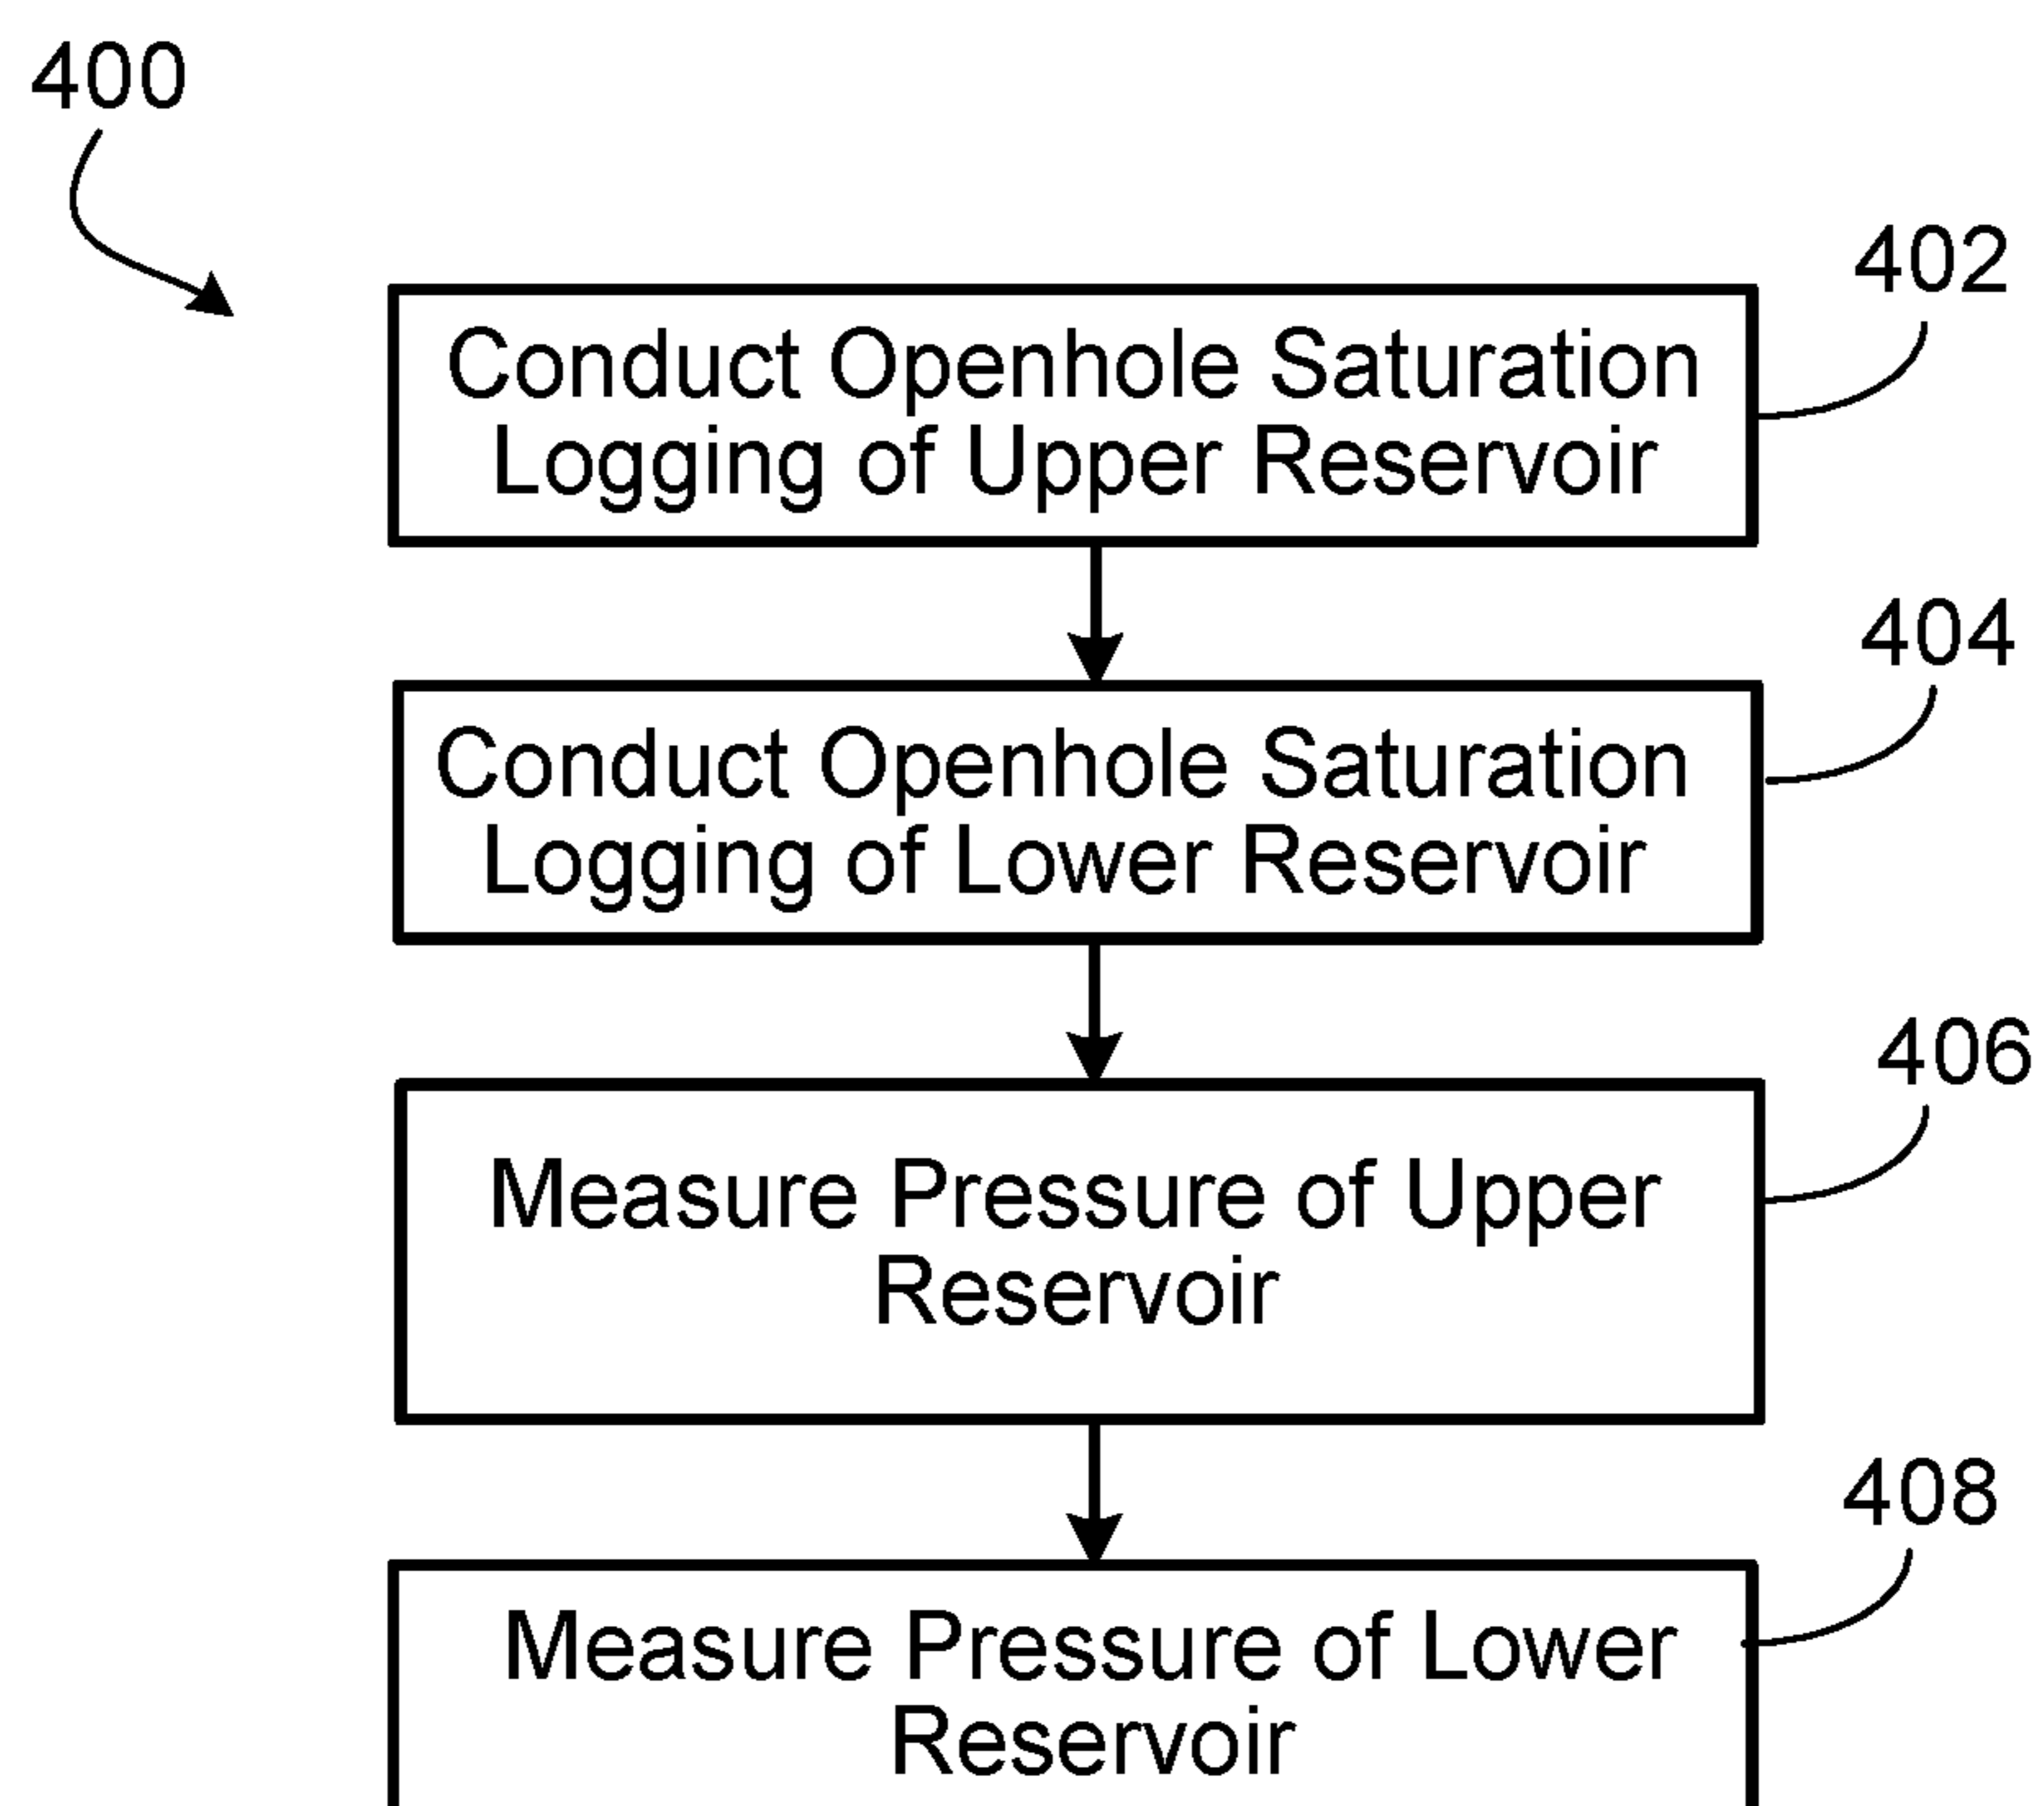 400
402
Conduct Openhole Saturation
Logging of Upper Reservoir
404
Conduct Openhole Saturation
Logging of Lower Reservoir
406
Measure Pressure of Upper
Reservoir
408
Measure Pressure of Lower
Reservoir